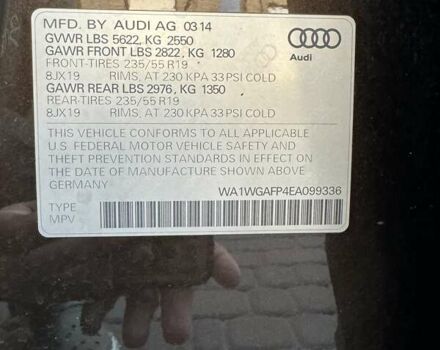 MFD. BY AUDI AG 03 14
GVWR LBS 5622, KG 2550
GAWR FRONT LBS 2822, KG 1280
FRONT-TIRES 235/55 R19
8JX19 RIMS, AT 230 KPA 33 PSI COLD
GAWR REAR LBS 2976, KG 1350
REAR-TIRES 235/55 R19
8JX19 RIMS, AT 230 KPA 33 PSI COLD
Audi
THIS VEHICLE CONFORMS TO ALL APPLICABLE
U.S. FEDERAL MOTOR VEHICLE SAFETY AND
THEFT PREVENTION STANDARDS IN EFFECT ON
THE DATE OF MANUFACTURE SHOWN ABOVE
GERMANY
WA1WGAFP4EA099336
TYPE
MPV